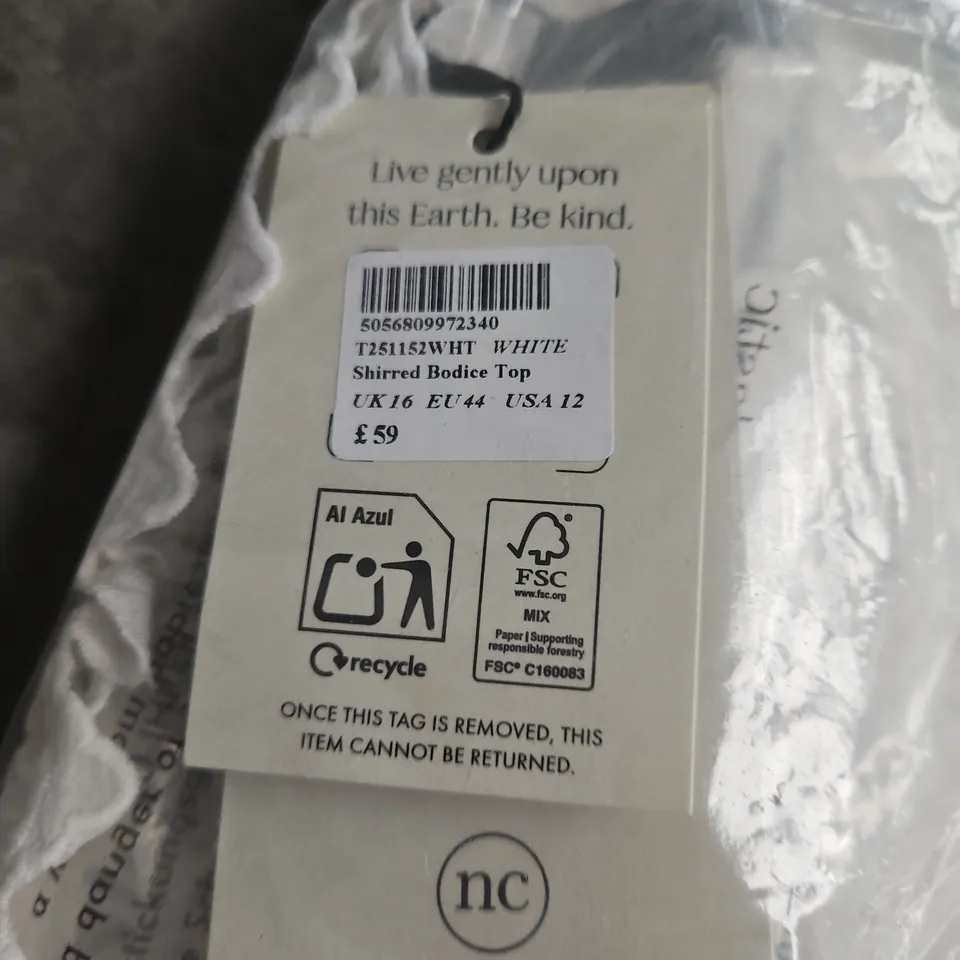 Live gently upon
this Earth. Be kind.
5056809972340
T251152WHT WHITE
Shirred Bodice Top
UK 16 EU 44 USA 12
£ 59
Al Azul
recycle
FSC
www.fsc.org
MIX
Paper | Supporting
responsible forestry
FSC® C160083
ONCE THIS TAG IS REMOVED, THIS
ITEM CANNOT BE RETURNED.
nc